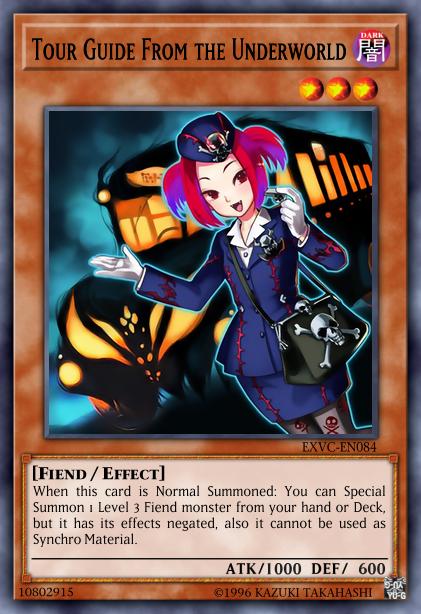 Tour Guide From the Underworld
DARK
闇
EXVC-EN084
[Fiend / Effect]
When this card is Normal Summoned: You can Special
Summon 1 Level 3 Fiend monster from your hand or Deck,
but it has its effects negated, also it cannot be used as
Synchro Material.
ATK/1000 DEF/ 600
10802915
©1996 KAZUKI TAKAHASHI